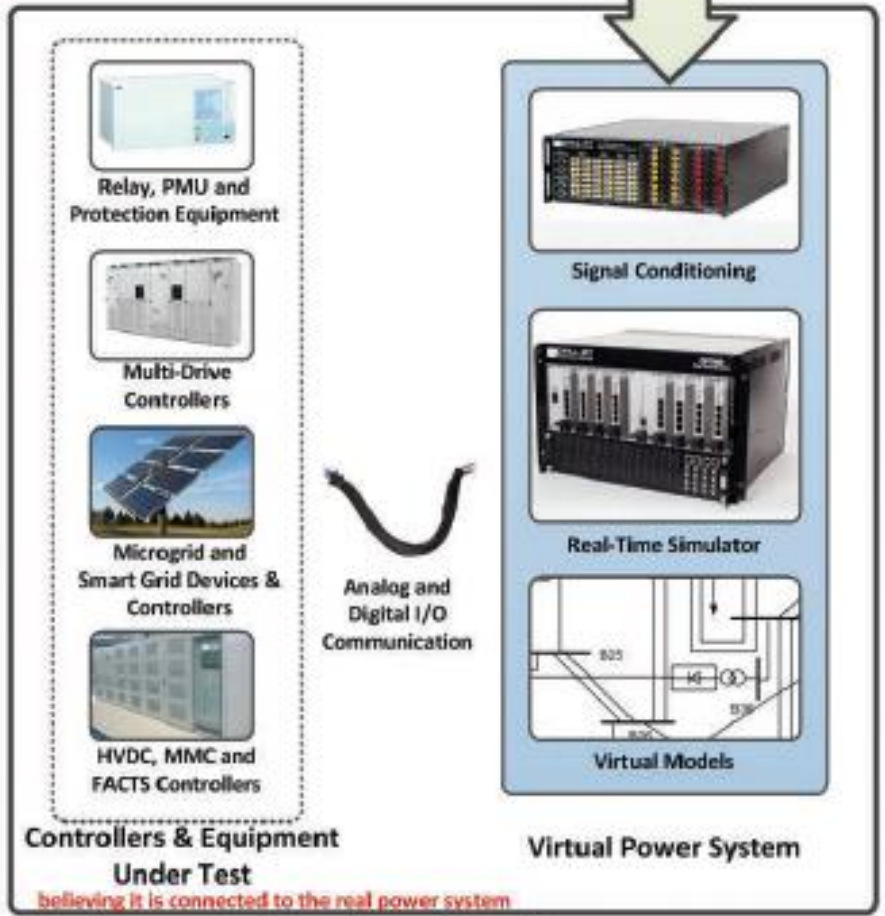 Relay, PMU and
Protection Equipment
Multi-Drive
Controllers
Microgrid and
Smart Grid Devices &
Controllers
HVDC, MMC and
FACTS Controllers
Controllers & Equipment
Under Test
believing it is connected to the real power system
Analog and
Digital I/O
Communication
Signal Conditioning
Real-Time Simulator
B25
Virtual Models
Virtual Power System